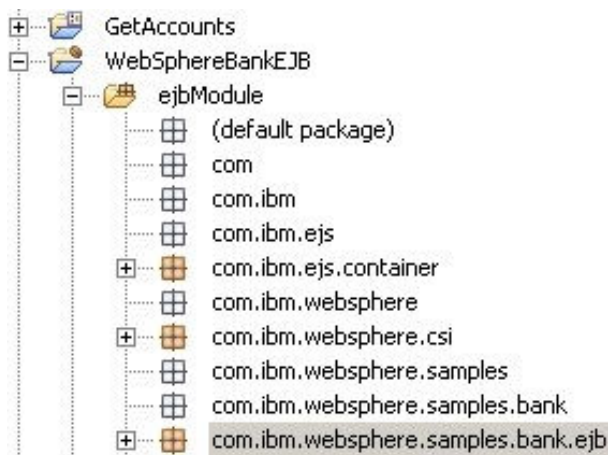 GetAccounts
WebSphereBankEJB
ejbModule
(default package)
com
com.ibm
com.ibm.ejs
com.ibm.ejs.container
com.ibm.websphere
com.ibm.websphere.csi
com.ibm.websphere.samples
com.ibm.websphere.samples.bank
com.ibm.websphere.samples.bank.ejb